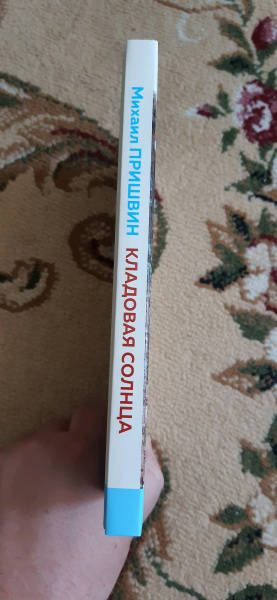 Михаил ПРИШВИН КЛАДОВАЯ СОЛНЦА